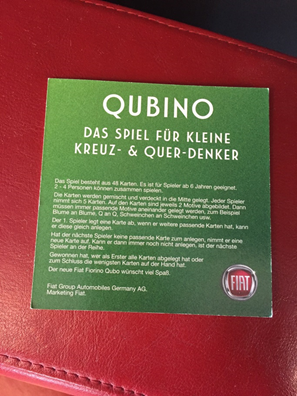 QUBINO
DAS SPIEL FÜR KLEINE
KREUZ- & QUER-DENKER
Das Spiel besteht aus 48 Karten. Es ist für Spieler ab 6 Jahren geeignet.
2 - 4 Personen können zusammen spielen.
Die Karten werden gemischt und verdeckt in die Mitte gelegt. Jeder Spieler
nimmt sich 5 Karten. Auf den Karten sind jeweils 2 Motive abgebildet. Dann
müssen immer passende Motive aneinander gelegt werden, zum Beispiel
Blume an Blume, Q an Q, Schweinchen an Schweinchen usw.
Der 1. Spieler legt eine Karte ab, wenn er weitere passende Karten hat, kann
er diese gleich anlegen.
Hat der nächste Spieler keine passende Karte zum anlegen, nimmt er eine
neue Karte auf. Kann er dann immer noch nicht anlegen, ist der nächste
Spieler an der Reihe.
Gewonnen hat, wer als Erster alle Karten abgelegt hat oder
zum Schluss die wenigsten Karten auf der Hand hat.
Der neue Fiat Fiorino Qubo wünscht viel Spaß.
Fiat Group Automobiles Germany AG.
Marketing Fiat.
FIAT